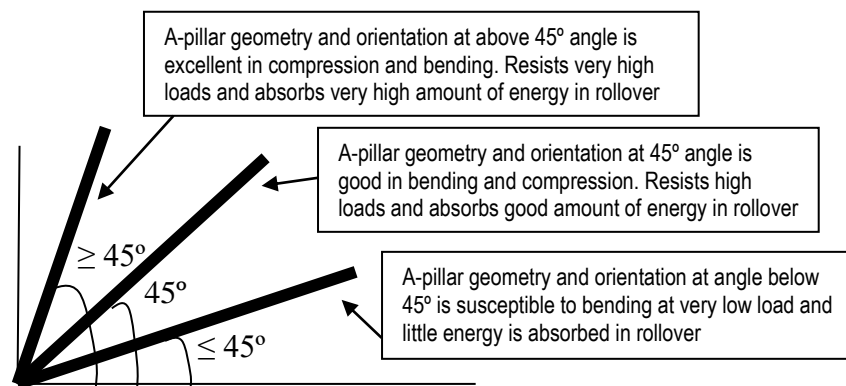 A-pillar geometry and orientation at above 45º angle is
excellent in compression and bending. Resists very high
loads and absorbs very high amount of energy in rollover
A-pillar geometry and orientation at 45º angle is
good in bending and compression. Resists high
loads and absorbs good amount of energy in rollover
≥ 45º
45º
≤ 45º
A-pillar geometry and orientation at angle below
45º is susceptible to bending at very low load and
little energy is absorbed in rollover